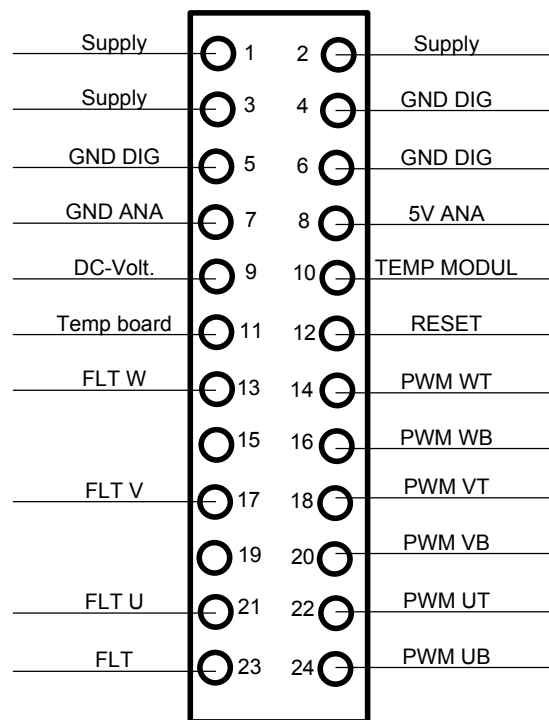 Supply 1 2 Supply
Supply 3 4 GND DIG
GND DIG 5 6 GND DIG
GND ANA 7 8 5V ANA
DC-Volt. 9 10 TEMP MODUL
Temp board 11 12 RESET
FLT W 13 14 PWM WT
15 16 PWM WB
FLT V 17 18 PWM VT
19 20 PWM VB
FLT U 21 22 PWM UT
FLT 23 24 PWM UB